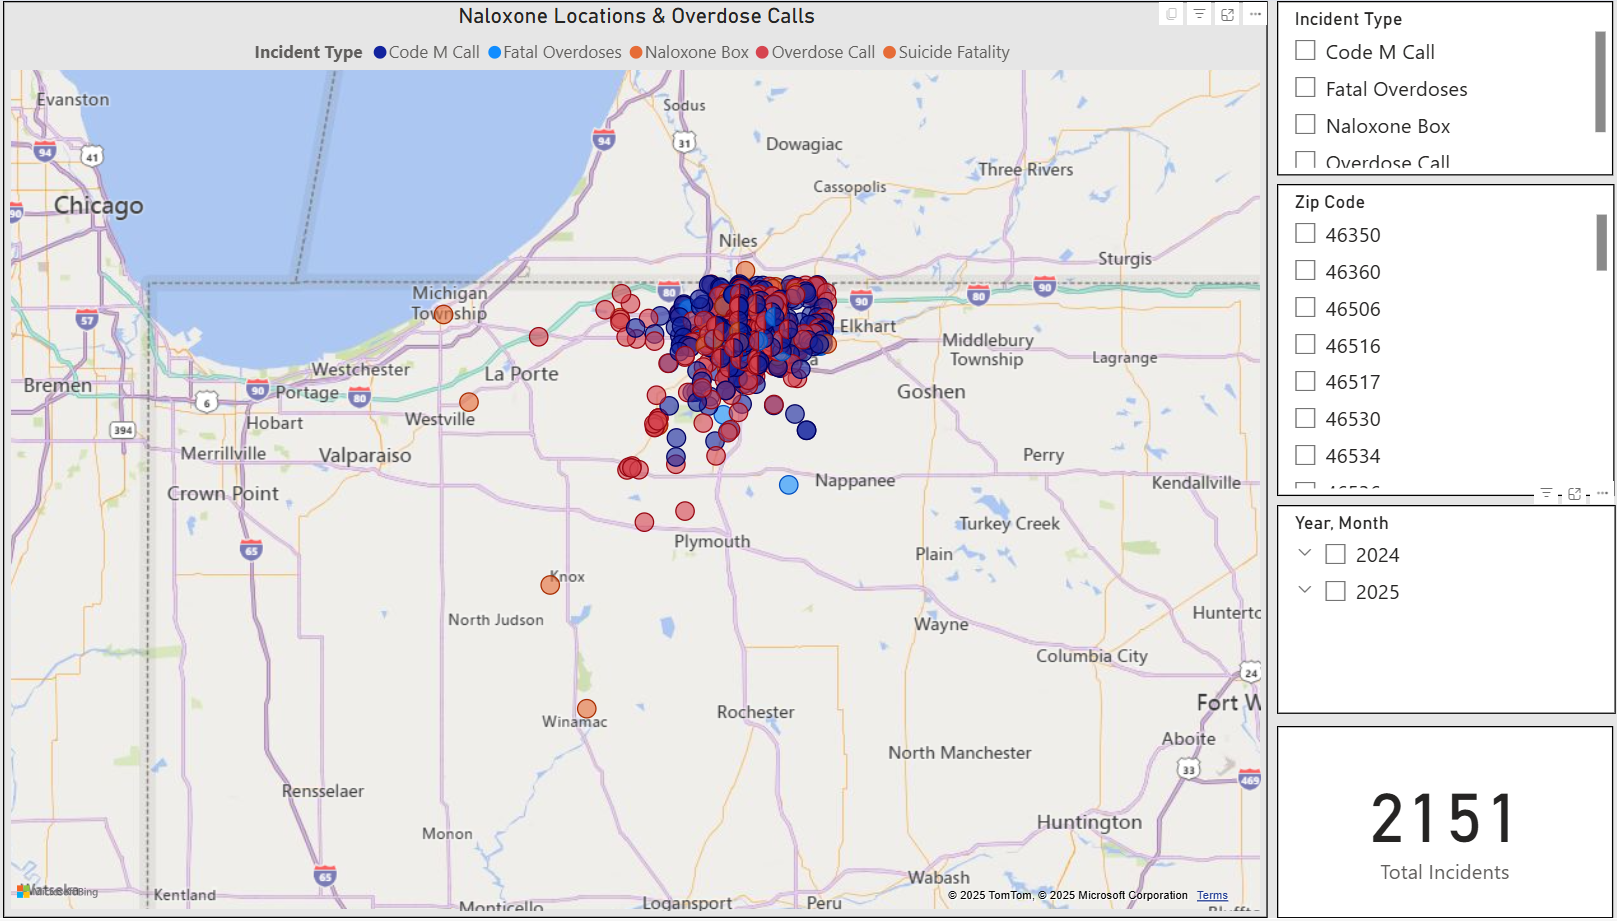 Naloxone Locations & Overdose Calls
Incident Type Code M Call Fatal Overdoses Naloxone Box Overdose Call Suicide Fatality
Evanston
Sodus
94
41
94
31
Dowagiac
Three Rivers
Cassopolis
90
Chicago
Niles
Sturgis
Michigan
Township
80
90
80
90
57
Elkhart
Middlebury
Township
Lagrange
Westchester
La Porte
Bremen
90
Portage
80
6
Goshen
Westville
Hobart
394
Merrillville
Valparaiso
Perry
Nappanee
Kendallville
Crown Point
Turkey Creek
65
Plymouth
Plain
Knox
North Judson
Wayne
Huntertc
Columbia City
24
Fort W
Winamac
Rochester
Aboite
North Manchester
33
469
Rensselaer
Huntington
Monon
65
Wabash
Watseka
Bing
Kentland
© 2025 TomTom, © 2025 Microsoft Corporation Terms
Monticello
Logansport
Peru
Incident Type
Code M Call
Fatal Overdoses
Naloxone Box
Overdose Call
Zip Code
46350
46360
46506
46516
46517
46530
46534
Year, Month
2024
2025
2151
Total Incidents